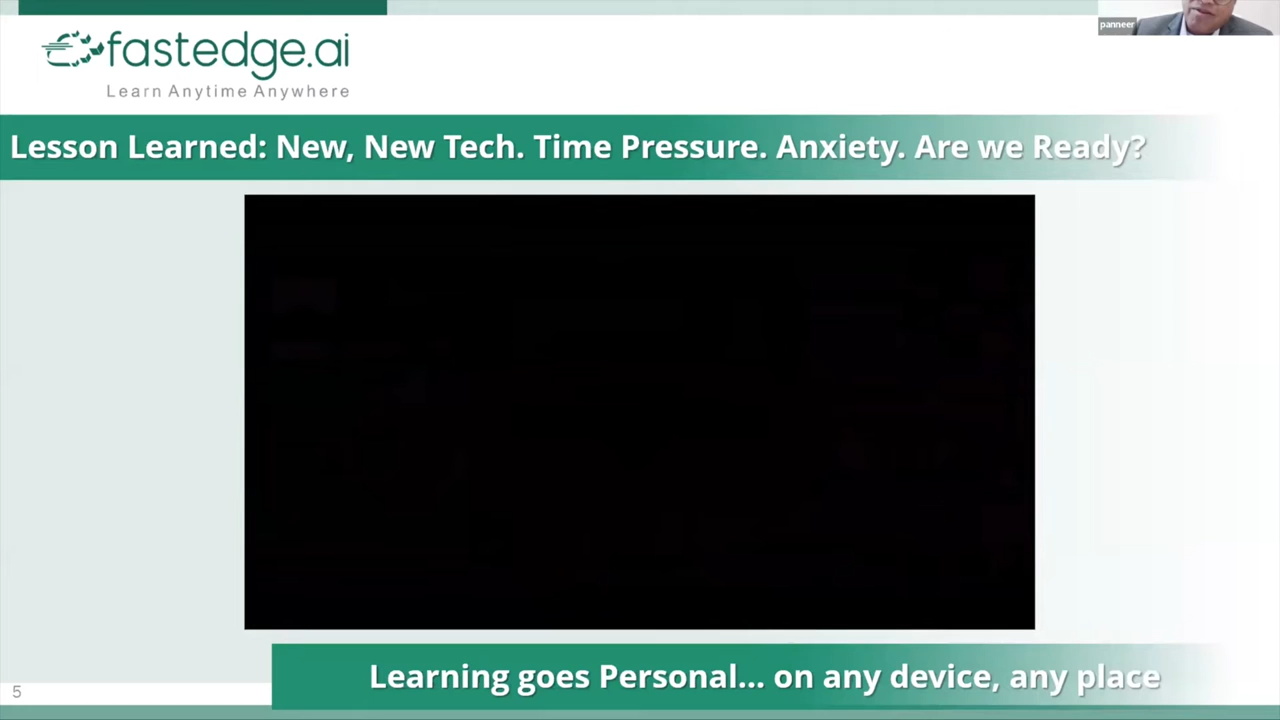 panneer
fastedge.ai
Learn Anytime Anywhere
Lesson Learned: New, New Tech. Time Pressure. Anxiety. Are we Ready?
Learning goes Personal... on any device, any place
5